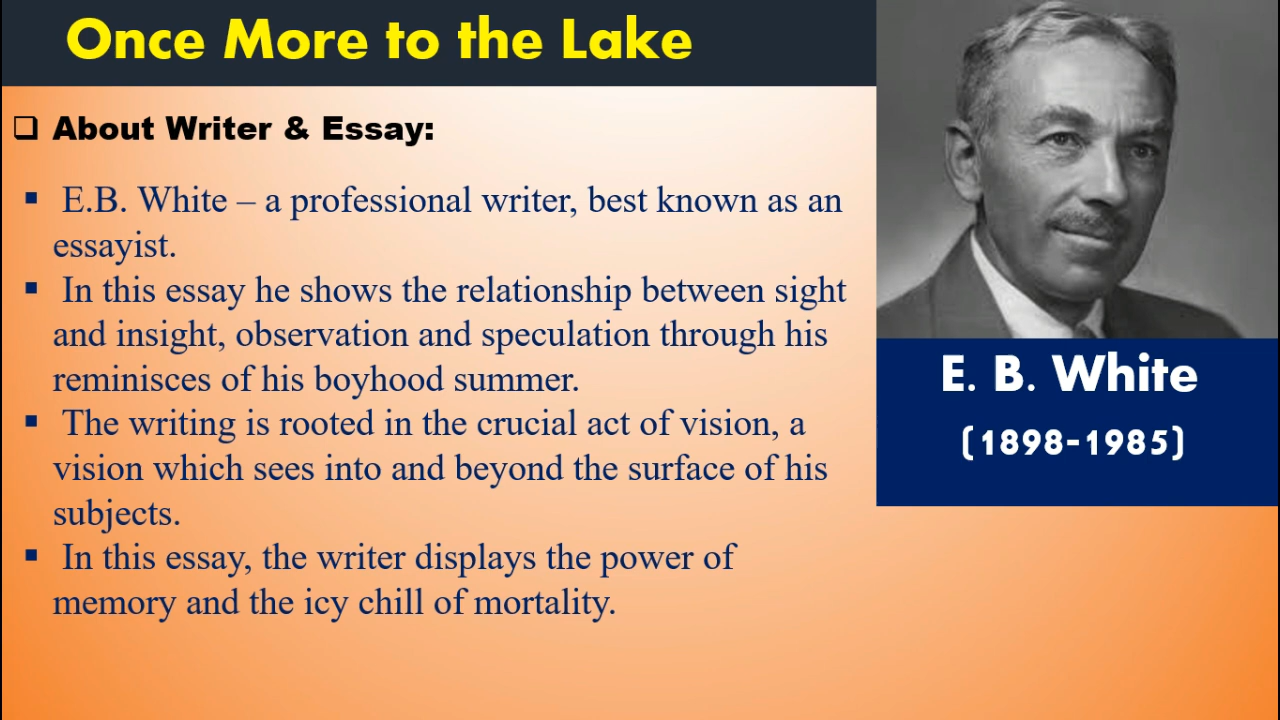 Once More to the Lake
About Writer & Essay:
E.B. White – a professional writer, best known as an
essayist.
In this essay he shows the relationship between sight
and insight, observation and speculation through his
reminisces of his boyhood summer.
The writing is rooted in the crucial act of vision, a
vision which sees into and beyond the surface of his
subjects.
In this essay, the writer displays the power of
memory and the icy chill of mortality.
E. B. White
(1898-1985)